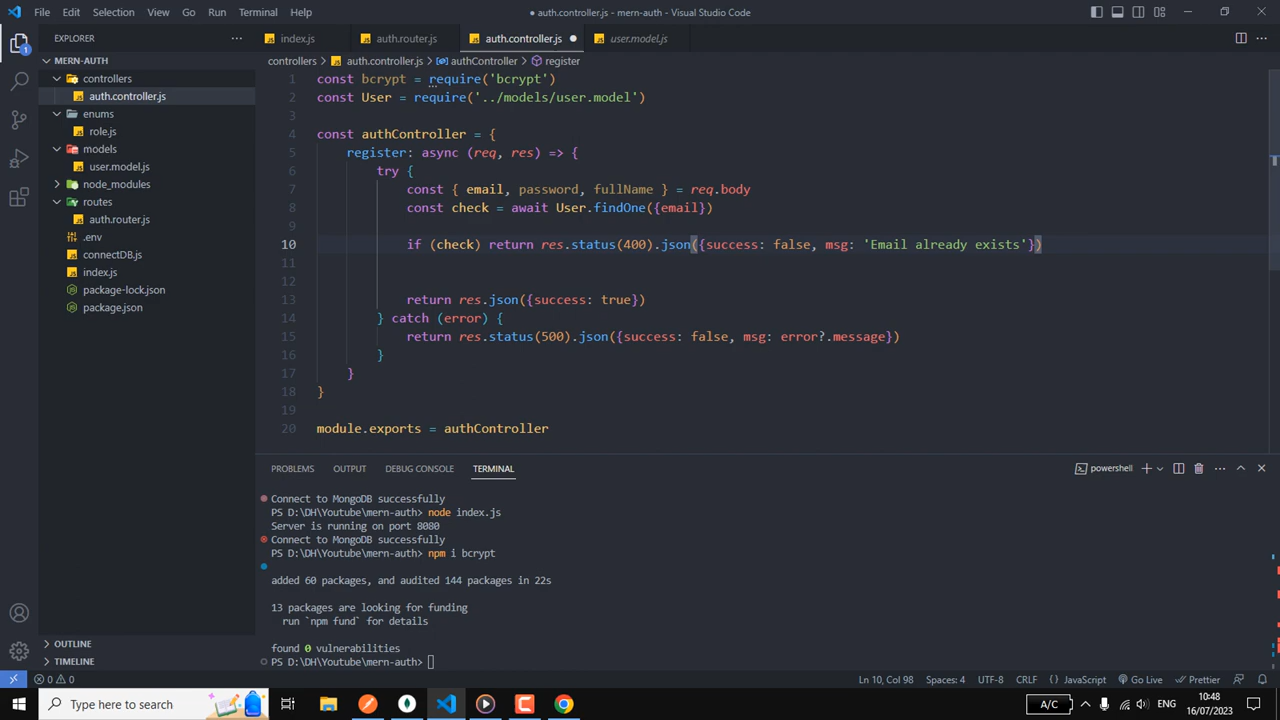 File Edit Selection View Go Run Terminal Help
● auth.controller.js - mern-auth - Visual Studio Code
EXPLORER
MERN-AUTH
controllers
auth.controller.js
enums
role.js
models
user.model.js
node_modules
routes
auth.router.js
.env
connectDB.js
index.js
package-lock.json
package.json
OUTLINE
TIMELINE
index.js auth.router.js auth.controller.js user.model.js
controllers > auth.controller.js > authController > register
1 const bcrypt = require('bcrypt')
2 const User = require('../models/user.model')
3
4 const authController = {
5 register: async (req, res) => {
6 try {
7 const { email, password, fullName } = req.body
8 const check = await User.findOne({email})
9
10 if (check) return res.status(400).json({success: false, msg: 'Email already exists'})
11
12
13 return res.json({success: true})
14 } catch (error) {
15 return res.status(500).json({success: false, msg: error?.message})
16 }
17 }
18 }
19
20 module.exports = authController
PROBLEMS OUTPUT DEBUG CONSOLE TERMINAL
powershell
Connect to MongoDB successfully
PS D:\DH\Youtube\mern-auth> node index.js
Server is running on port 8080
Connect to MongoDB successfully
PS D:\DH\Youtube\mern-auth> npm i bcrypt
added 60 packages, and audited 144 packages in 22s
13 packages are looking for funding
run `npm fund` for details
found 0 vulnerabilities
PS D:\DH\Youtube\mern-auth>
0 0 Ln 10, Col 98 Spaces: 4 UTF-8 CRLF {} JavaScript Go Live Prettier
Type here to search
A/C
ENG
10:48
16/07/2023
1